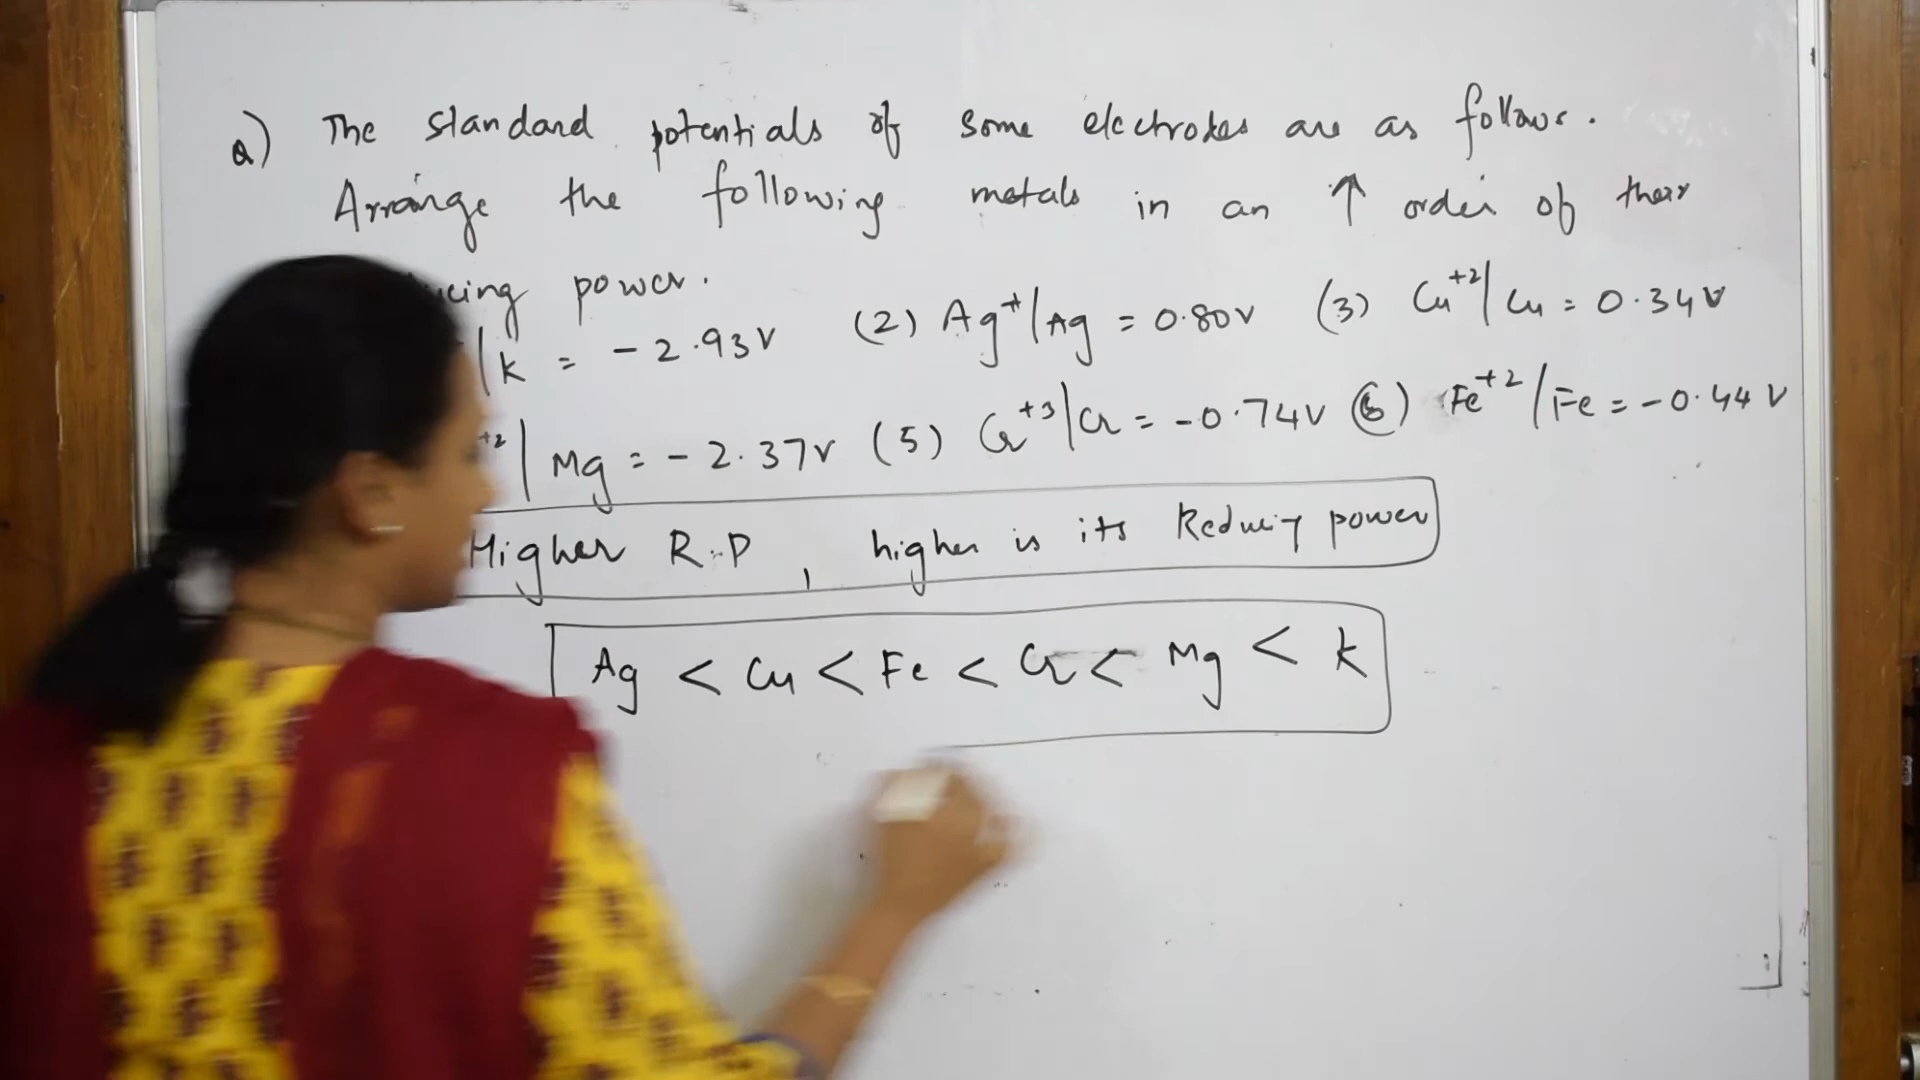 Q) The standard potentials of some electrodes are as follows.
Arrange the following metals in an ↑ order of their
ucing power.
/K = -2.93V (2) Ag⁺/Ag = 0.80V (3) Cu⁺²/Cu = 0.34V
⁺²/Mg = -2.37V (5) Cr⁺³/Cr = -0.74V (6) Fe⁺²/Fe = -0.44V
Higher R.P, higher is its Reducing power
Ag < Cu < Fe < Cr < Mg < K